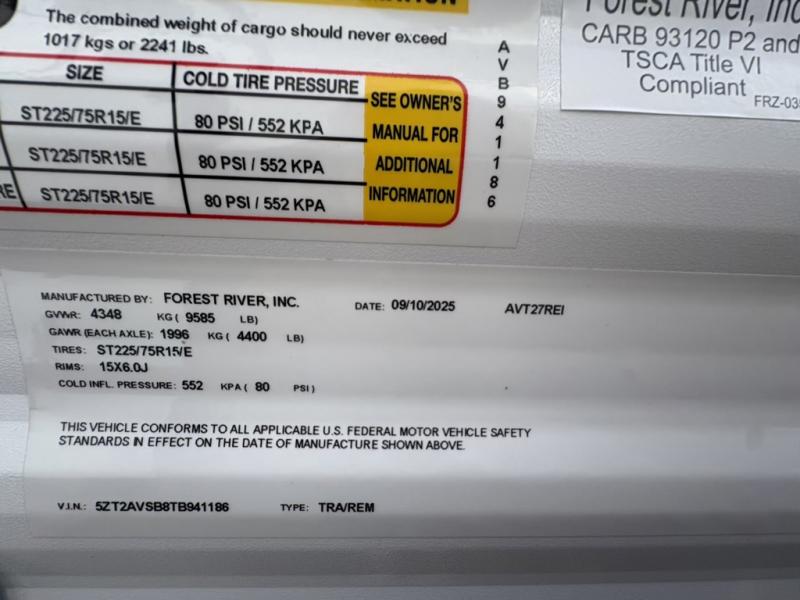 The combined weight of cargo should never exceed
1017 kgs or 2241 lbs.
SIZE COLD TIRE PRESSURE
ST225/75R15/E 80 PSI / 552 KPA
ST225/75R15/E 80 PSI / 552 KPA
ST225/75R15/E 80 PSI / 552 KPA
SEE OWNER'S
MANUAL FOR
ADDITIONAL
INFORMATION
A
V
B
9
4
1
1
8
6
Forest River, Inc
CARB 93120 P2 and
TSCA Title VI
Compliant
MANUFACTURED BY: FOREST RIVER, INC. DATE: 09/10/2025 AVT27REI
GVWR: 4348 KG ( 9585 LB)
GAWR (EACH AXLE): 1996 KG ( 4400 LB)
TIRES: ST225/75R15/E
RIMS: 15X6.0J
COLD INFL. PRESSURE: 552 KPA ( 80 PSI )
THIS VEHICLE CONFORMS TO ALL APPLICABLE U.S. FEDERAL MOTOR VEHICLE SAFETY
STANDARDS IN EFFECT ON THE DATE OF MANUFACTURE SHOWN ABOVE.
V.I.N.: 5ZT2AVSB8TB941186 TYPE: TRA/REM